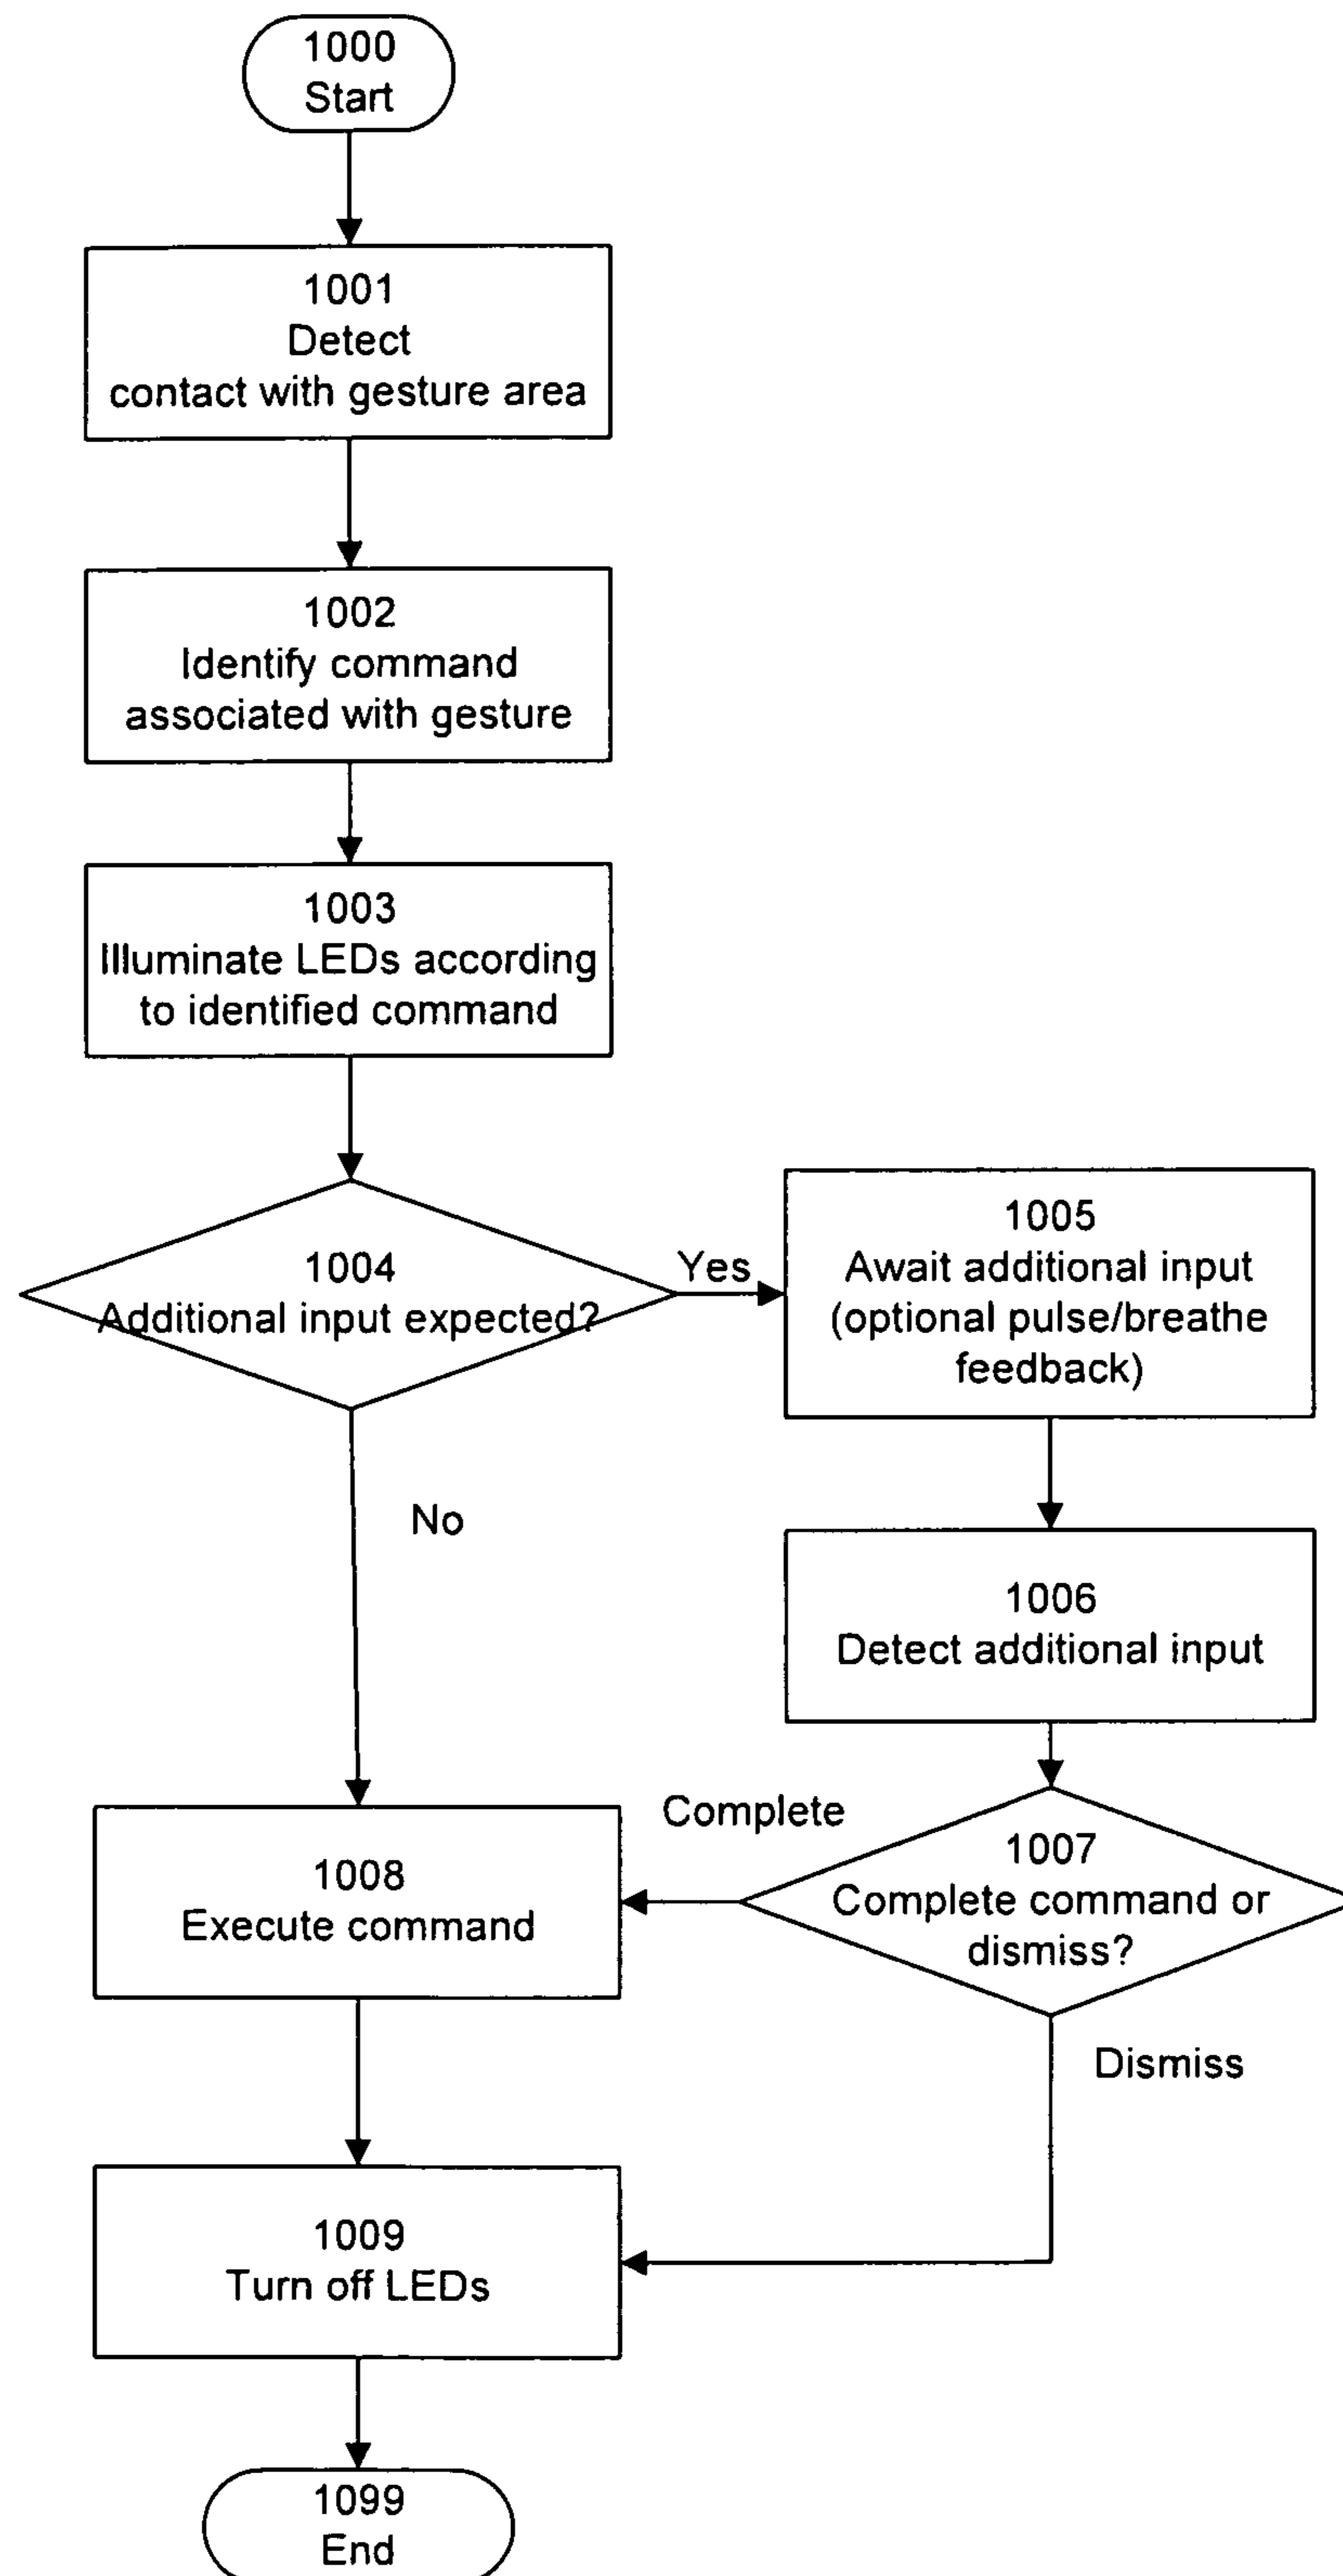 1000
Start
1001
Detect
contact with gesture area
1002
Identify command
associated with gesture
1003
Illuminate LEDs according
to identified command
1004
Additional input expected?
Yes
1005
Await additional input
(optional pulse/breathe
feedback)
No
1006
Detect additional input
Complete
1007
Complete command or
dismiss?
1008
Execute command
Dismiss
1009
Turn off LEDs
1099
End